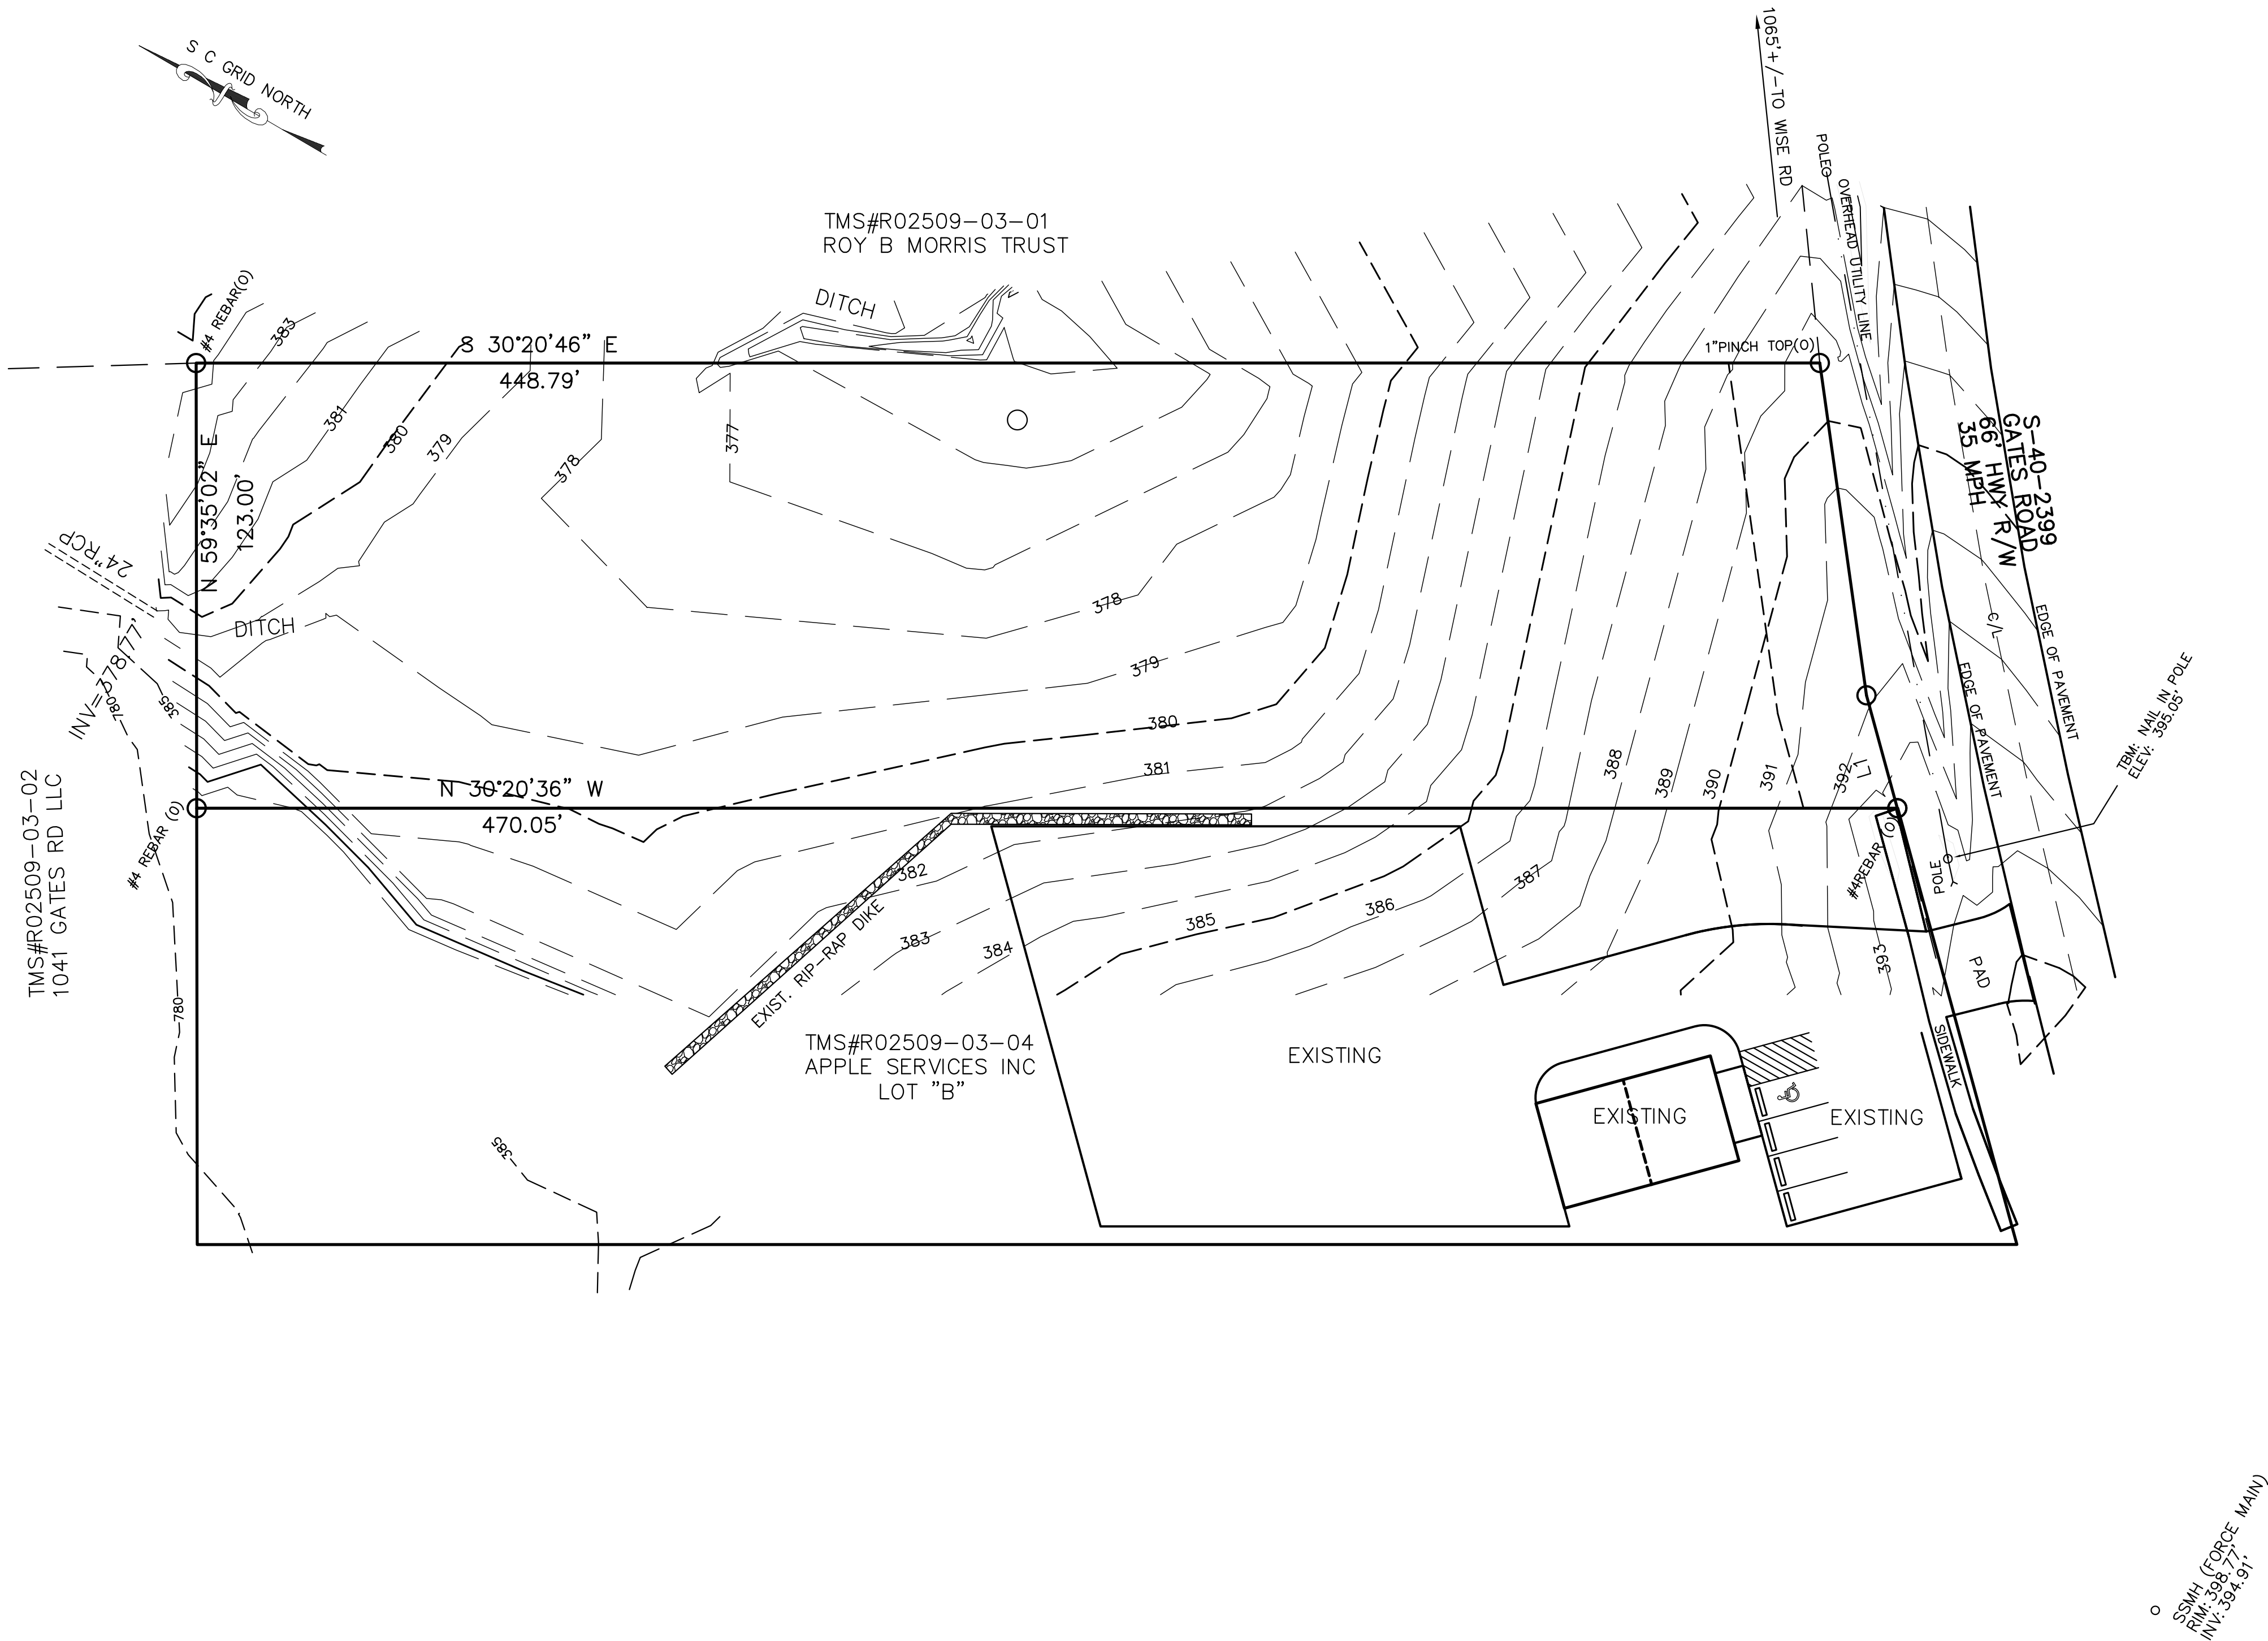 S C GRID NORTH
1065'+/-TO WISE RD
POLE
OVERHEAD UTILITY LINE
TMS#R02509-03-01
ROY B MORRIS TRUST
#4 REBAR(O)
383
DITCH
S 30°20'46" E
448.79'
1"PINCH TOP(O)
381
380
379
378
377
N 59°35'02" E
123.00'
S-40-2399
GATES ROAD
66' HWY R/W
35 MPH
24" RCP
DITCH
INV=378.77'
378
C/L
EDGE OF PAVEMENT
EDGE OF PAVEMENT
379
780
385
380
TBM: NAIL IN POLE
ELEV: 395.05'
381
388
389
390
391
392
L1
N 30°20'36" W
470.05'
TMS#R02509-03-02
1041 GATES RD LLC
#4 REBAR (O)
#4REBAR (O)
POLE
382
387
386
385
383
384
393
EXIST. RIP-RAP DIKE
PAD
780
TMS#R02509-03-04
APPLE SERVICES INC
LOT "B"
EXISTING
SIDEWALK
EXISTING
EXISTING
385
SSMH (FORCE MAIN)
RIM: 398.77'
INV: 394.91'